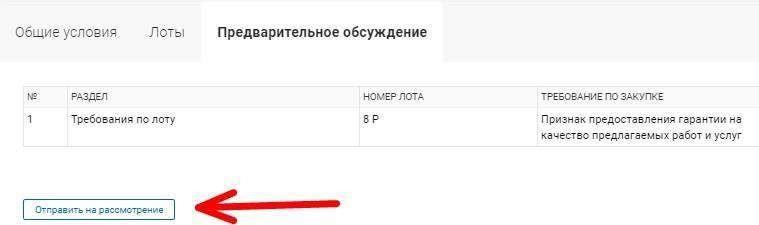 Общие условия Лоты Предварительное обсуждение
№ РАЗДЕЛ НОМЕР ЛОТА ТРЕБОВАНИЕ ПО ЗАКУПКЕ
1 Требования по лоту 8 Р Признак предоставления гарантии на
качество предлагаемых работ и услуг
Отправить на рассмотрение